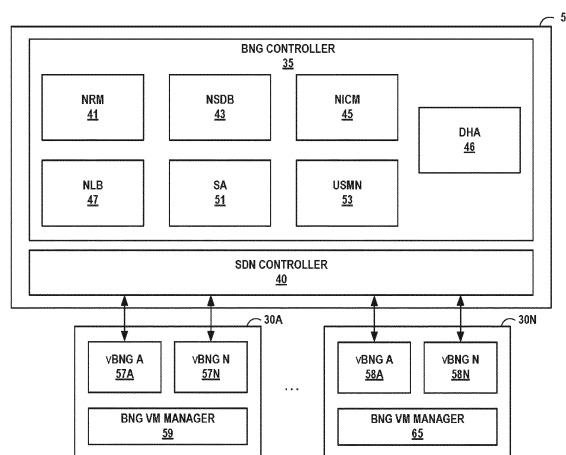 5
BNG CONTROLLER
35
NRM
41
NSDB
43
NICM
45
DHA
46
NLB
47
SA
51
USMN
53
SDN CONTROLLER
40
30A
30N
vBNG A
57A
vBNG N
57N
...
vBNG A
58A
vBNG N
58N
BNG VM MANAGER
59
BNG VM MANAGER
65